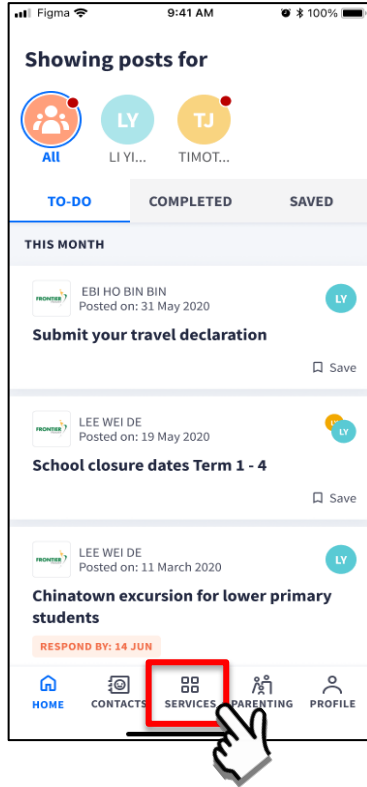 Figma 9:41 AM 100%
Showing posts for
LY TJ
All LI YI... TIMOT...
TO-DO COMPLETED SAVED
THIS MONTH
FRONTIER EBI HO BIN BIN LY
Posted on: 31 May 2020
Submit your travel declaration
Save
FRONTIER LEE WEI DE LY
Posted on: 19 May 2020
School closure dates Term 1 - 4
Save
FRONTIER LEE WEI DE LY
Posted on: 11 March 2020
Chinatown excursion for lower primary
students
RESPOND BY: 14 JUN
HOME CONTACTS SERVICES PARENTING PROFILE